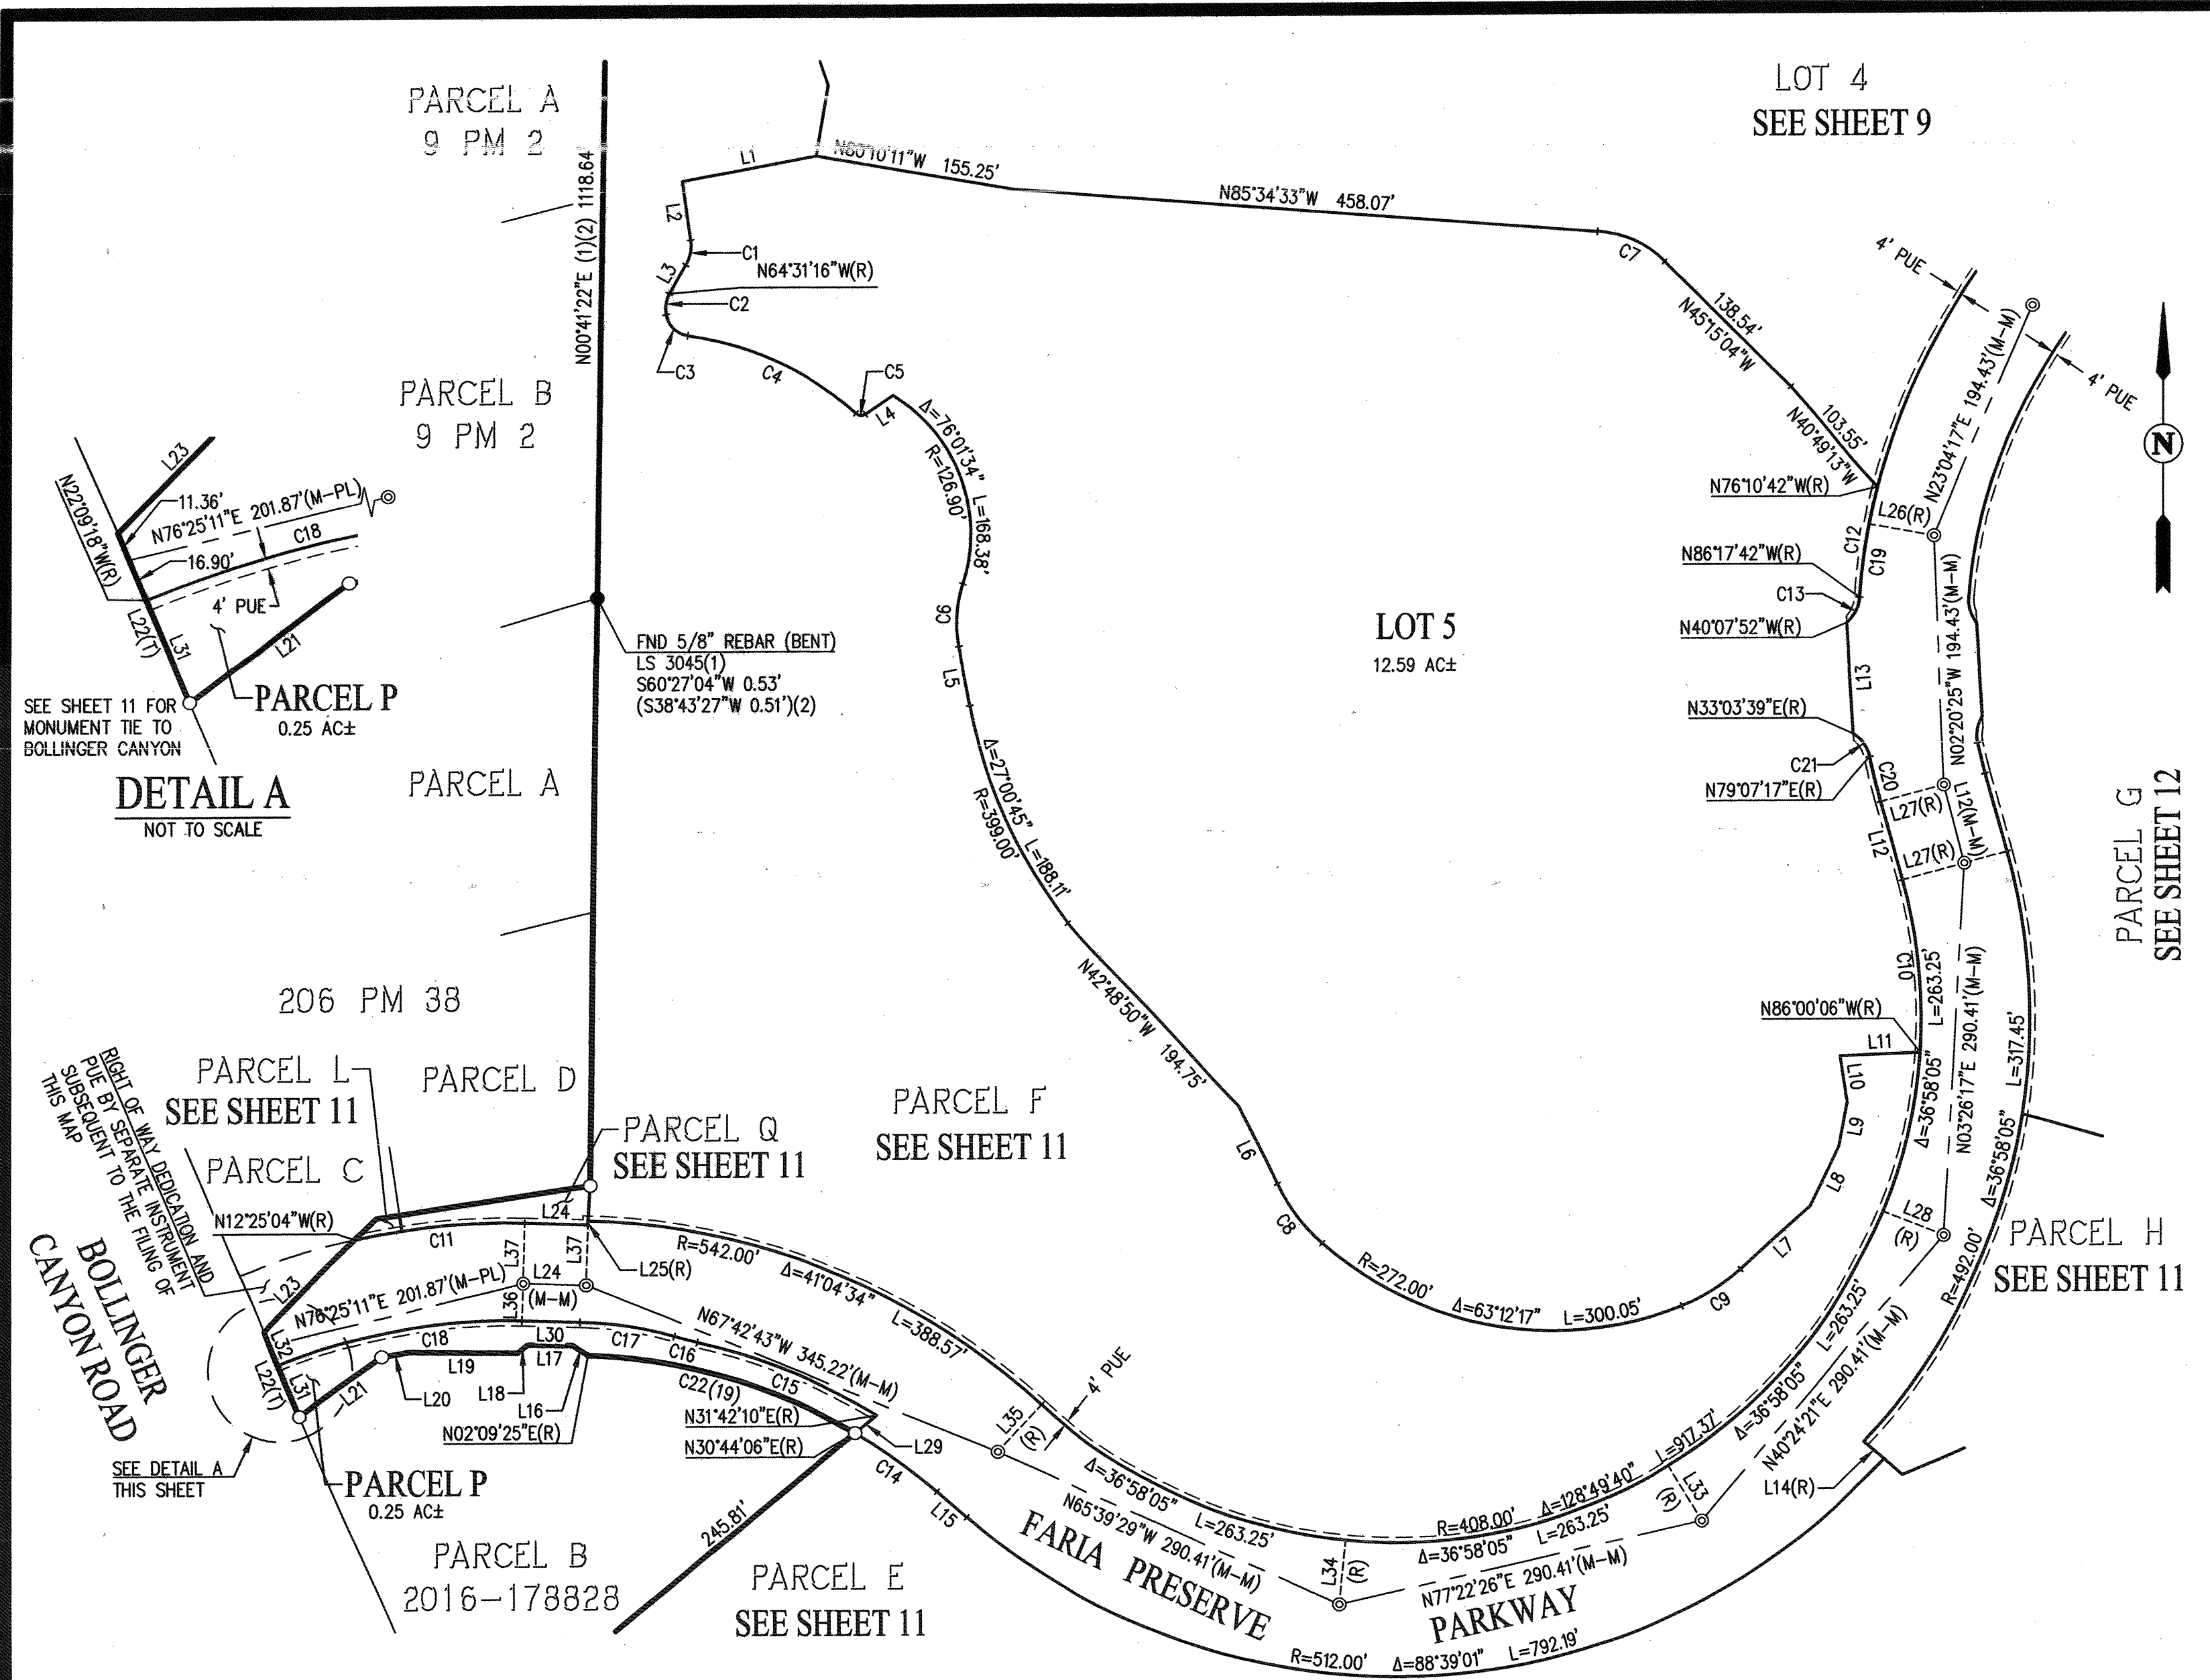 LOT 4
SEE SHEET 9
PARCEL A
9 PM 2
N00°41'22"E (1)(2) 1118.64
L1
N80°10'11"W 155.25'
N85°34'33"W 458.07'
L2
C1
L3
N64°31'16"W(R)
C2
C3
C4
C5
L4
C7
138.54'
N45°15'04"W
103.55'
N40°49'13"W
4' PUE
4' PUE
N23°04'17"E 194.43'(M-M)
N
PARCEL B
9 PM 2
Δ=76°01'34" L=168.38'
R=126.90'
N76°10'42"W(R)
L26(R)
C12
C19
N86°17'42"W(R)
C13
N40°07'52"W(R)
L23
11.36'
N76°25'11"E 201.87'(M-PL)
C18
16.90'
N22°09'18"W(R)
4' PUE
L22(T)
L31
L21
PARCEL P
0.25 AC±
SEE SHEET 11 FOR
MONUMENT TIE TO
BOLLINGER CANYON
DETAIL A
NOT TO SCALE
FND 5/8" REBAR (BENT)
LS 3045(1)
S60°27'04"W 0.53'
(S38°43'27"W 0.51')(2)
C6
L5
LOT 5
12.59 AC±
L13
N02°20'25"W 194.43'(M-M)
N33°03'39"E(R)
C21
N79°07'17"E(R)
C20
L27(R)
L12(M-M)
L12
L27(R)
PARCEL G
SEE SHEET 12
PARCEL A
Δ=27°00'45" L=188.11'
R=399.00'
N42°48'50"W 194.75'
206 PM 38
C10
L=263.25'
Δ=36°58'05"
N03°26'17"E 290.41'(M-M)
N86°00'06"W(R)
L11
L10
L9
L8
L7
L=317.45'
Δ=36°58'05"
R=492.00'
PARCEL L
SEE SHEET 11
PARCEL D
PARCEL F
SEE SHEET 11
PARCEL Q
SEE SHEET 11
RIGHT OF WAY DEDICATION AND
PUE BY SEPARATE INSTRUMENT
SUBSEQUENT TO THE FILING OF
THIS MAP
PARCEL C
N12°25'04"W(R)
L6
C8
R=272.00'
Δ=63°12'17" L=300.05'
C9
L28
(R)
PARCEL H
SEE SHEET 11
BOLLINGER
CANYON ROAD
L24
C11
L37
L37
L25(R)
L24
(M-M)
L36
L23
N76°25'11"E 201.87'(M-PL)
R=542.00'
Δ=41°04'34"
L=388.57'
N67°42'43"W 345.22'(M-M)
L32
L22(T)
L31
L21
C18
L30
C17
C16
C15
L19
L17
L20
L18
L16
C22(19)
N02°09'25"E(R)
N31°42'10"E(R)
N30°44'06"E(R)
L29
C14
L15
245.81'
SEE DETAIL A
THIS SHEET
PARCEL P
0.25 AC±
PARCEL B
2016-178828
PARCEL E
SEE SHEET 11
4' PUE
L35
(R)
Δ=36°58'05" L=263.25'
N65°39'29"W 290.41'(M-M)
L34
(R)
R=408.00' Δ=128°49'40" L=917.37'
Δ=36°58'05" L=263.25'
N77°22'26"E 290.41'(M-M)
L33
(R)
Δ=36°58'05" L=263.25'
N40°24'21"E 290.41'(M-M)
L14(R)
FARIA PRESERVE
PARKWAY
R=512.00' Δ=88°39'01" L=792.19'